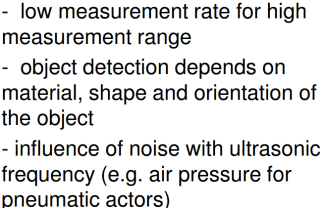 - low measurement rate for high
measurement range
- object detection depends on
material, shape and orientation of
the object
- influence of noise with ultrasonic
frequency (e.g. air pressure for
pneumatic actors)